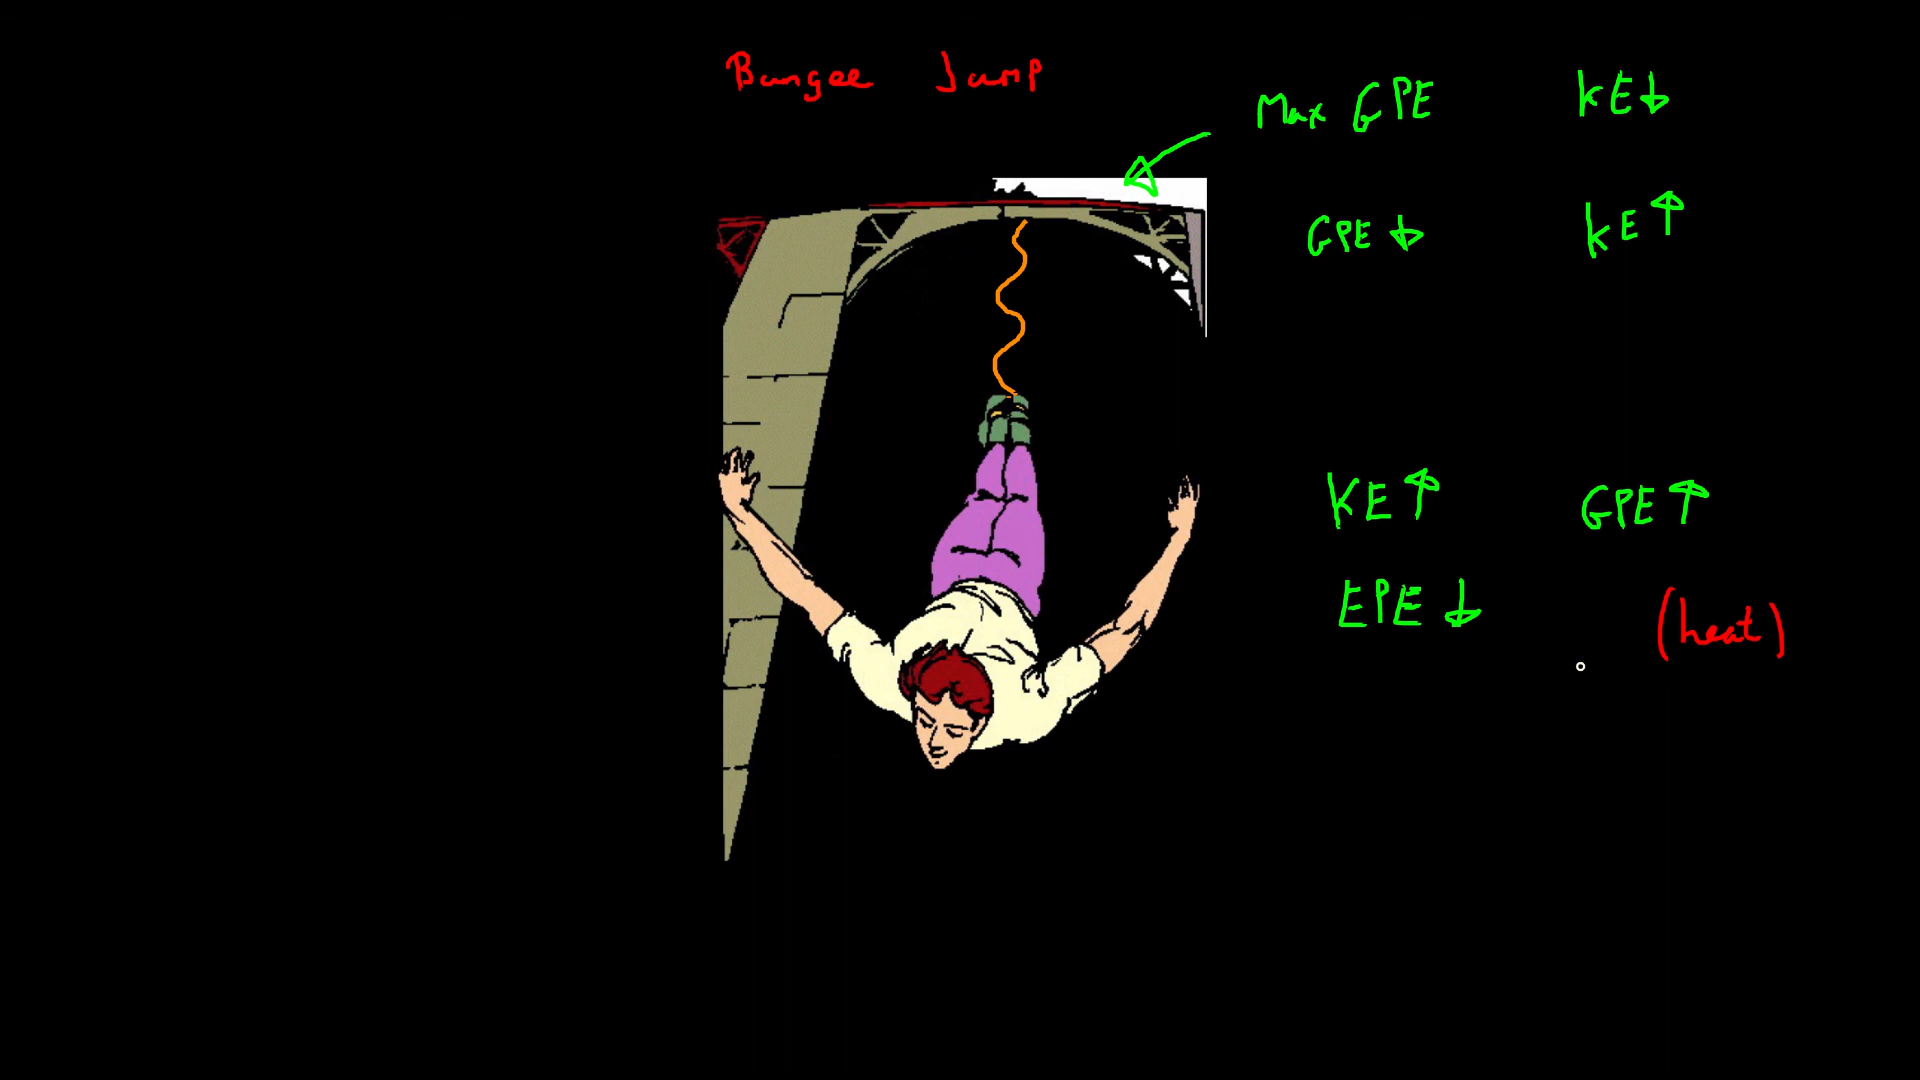 Bungee Jump
Max GPE KE↓
GPE↓ KE↑
KE↑ GPE↑
EPE↓ (heat)